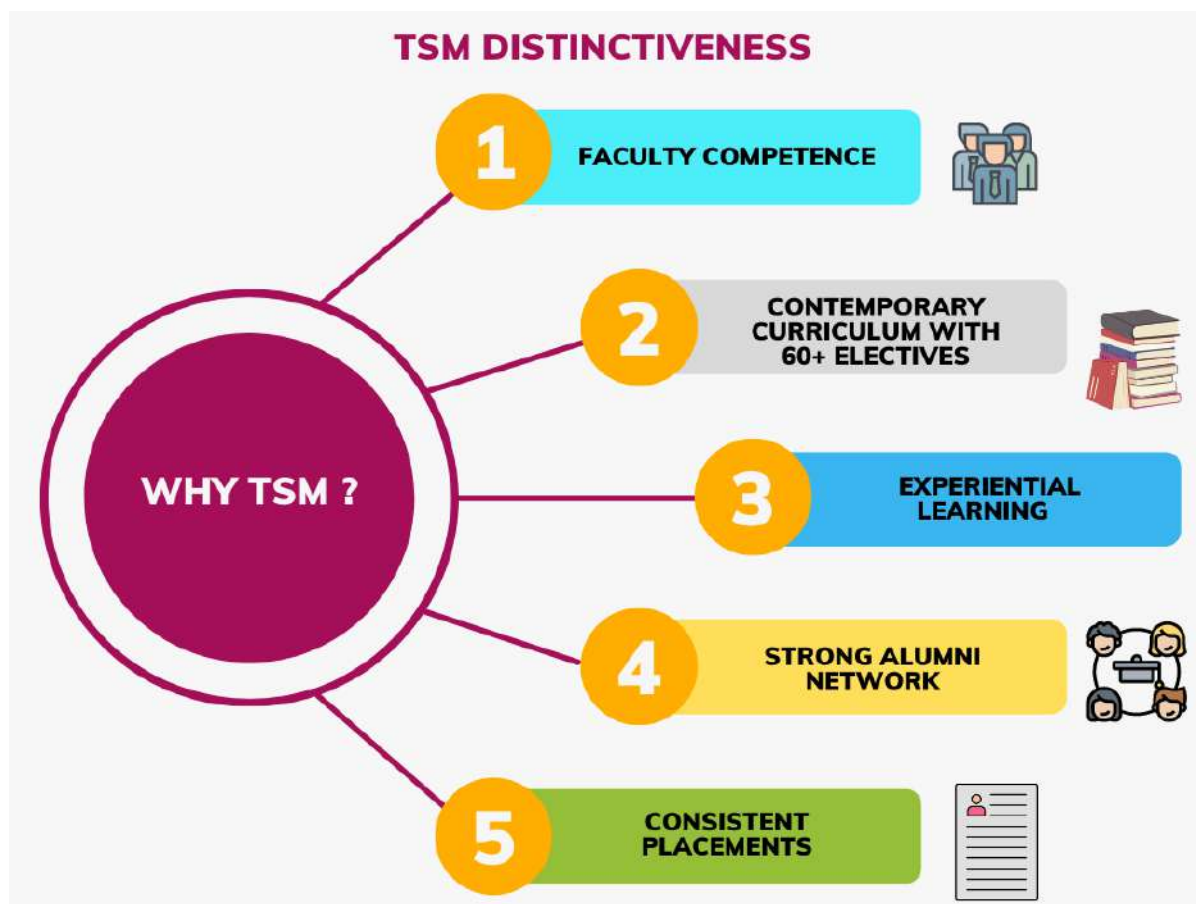 TSM DISTINCTIVENESS
1
FACULTY COMPETENCE
2
CONTEMPORARY
CURRICULUM WITH
60+ ELECTIVES
WHY TSM ?
3
EXPERIENTIAL
LEARNING
4
STRONG ALUMNI
NETWORK
5
CONSISTENT
PLACEMENTS